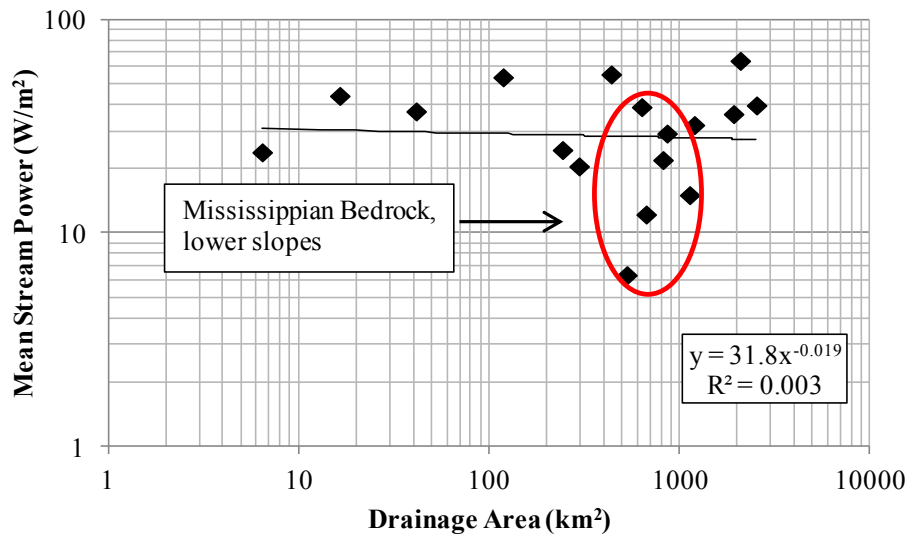 100
10
1
Mean Stream Power (W/m²)
Mississippian Bedrock,
lower slopes
y = 31.8x⁻⁰·⁰¹⁹
R² = 0.003
1 10 100 1000 10000
Drainage Area (km²)